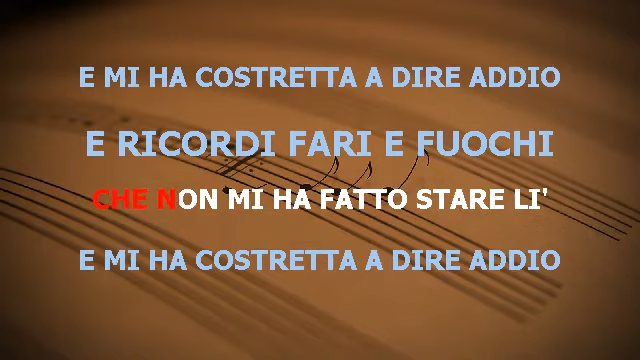 E MI HA COSTRETTA A DIRE ADDIO
E RICORDI FARI E FUOCHI
CHE NON MI HA FATTO STARE LI'
E MI HA COSTRETTA A DIRE ADDIO